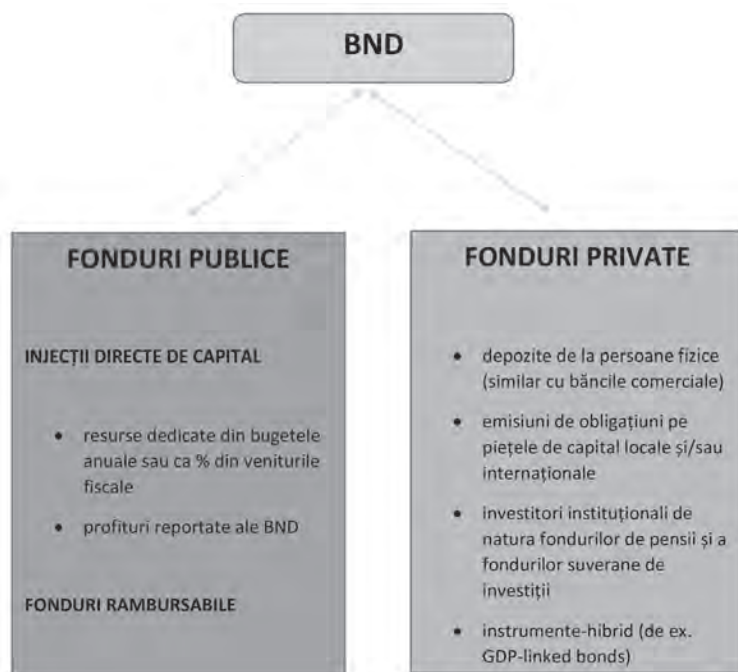 BND
FONDURI PUBLICE
INJECȚII DIRECTE DE CAPITAL
• resurse dedicate din bugetele
anuale sau ca % din veniturile
fiscale
• profituri reportate ale BND
FONDURI RAMBURSABILE
FONDURI PRIVATE
• depozite de la persoane fizice
(similar cu băncile comerciale)
• emisiuni de obligațiuni pe
piețele de capital locale și/sau
internaționale
• investitori instituționali de
natura fondurilor de pensii și a
fondurilor suverane de
investiții
• instrumente-hibrid (de ex.
GDP-linked bonds)